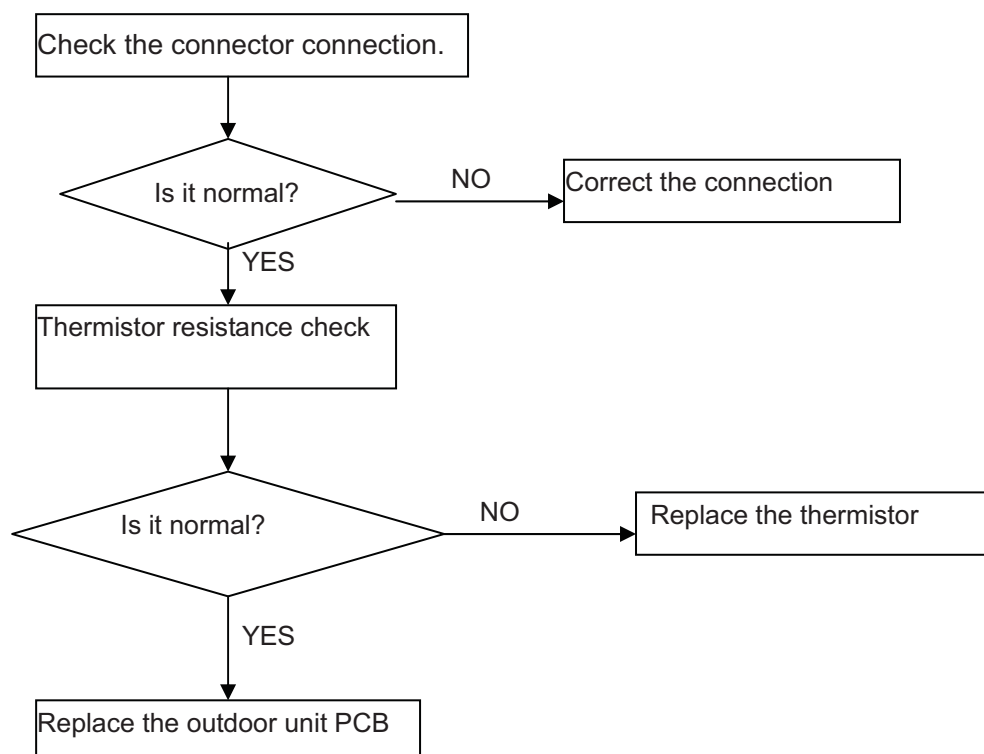 Check the connector connection.
Is it normal?
NO
Correct the connection
YES
Thermistor resistance check
Is it normal?
NO
Replace the thermistor
YES
Replace the outdoor unit PCB